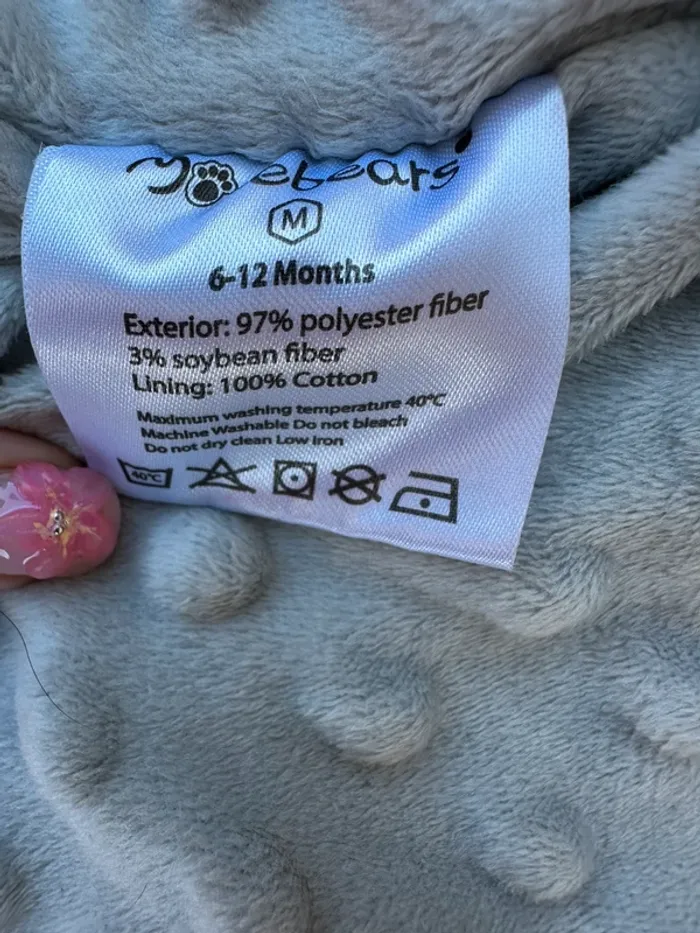 M
6-12 Months
Exterior: 97% polyester fiber
3% soybean fiber
Lining: 100% Cotton
Maximum washing temperature 40°C
Machine Washable Do not bleach
Do not dry clean Low Iron
40°C